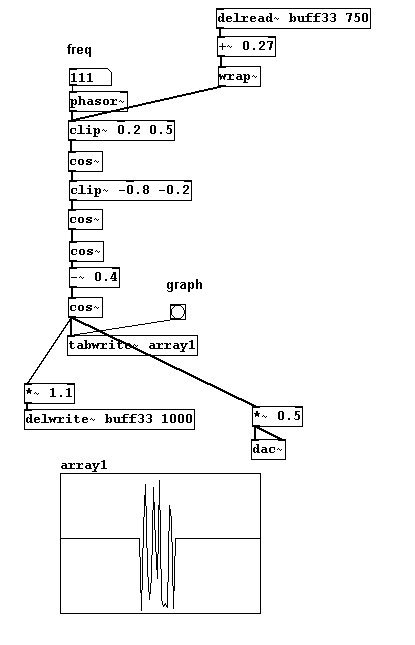 delread~ buff33 750
+~ 0.27
wrap~
freq
111
phasor~
clip~ 0.2 0.5
cos~
clip~ -0.8 -0.2
cos~
cos~
-~ 0.4
cos~
graph
tabwrite~ array1
*~ 1.1
delwrite~ buff33 1000
*~ 0.5
dac~
array1